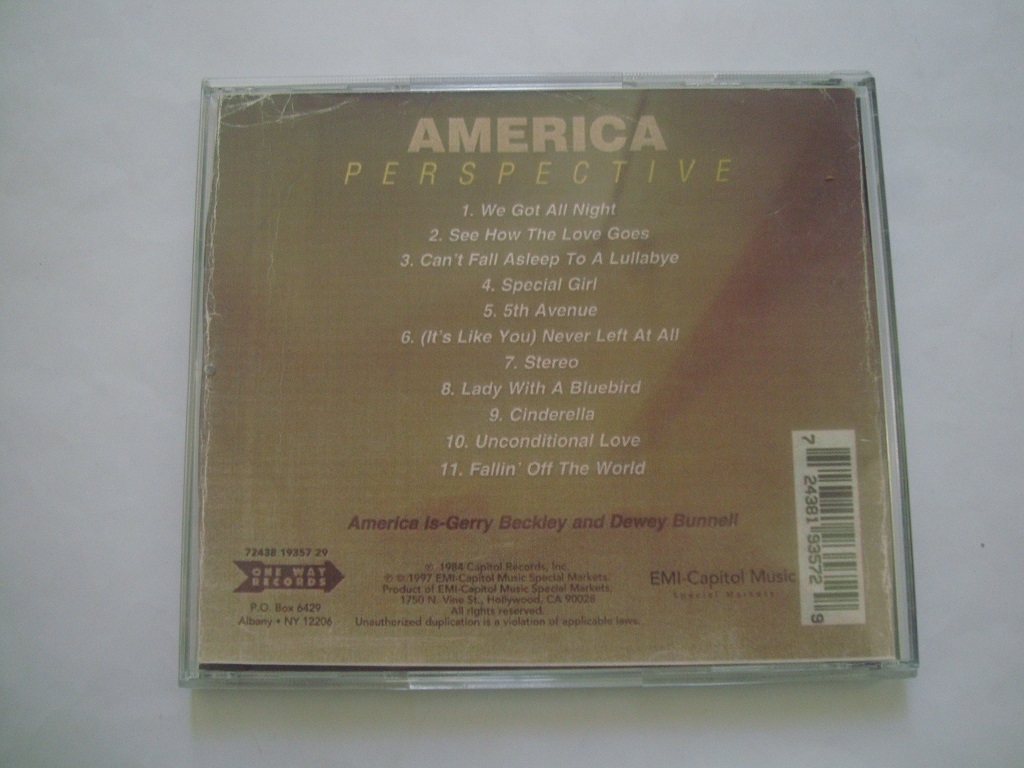 AMERICA
PERSPECTIVE
1. We Got All Night
2. See How The Love Goes
3. Can't Fall Asleep To A Lullabye
4. Special Girl
5. 5th Avenue
6. (It's Like You) Never Left At All
7. Stereo
8. Lady With A Bluebird
9. Cinderella
10. Unconditional Love
11. Fallin' Off The World
America Is-Gerry Beckley and Dewey Bunnell
72438 19357 29
ONE WAY
RECORDS
P.O. Box 6429
Albany • NY 12206
℗ 1984 Capitol Records, Inc.
℗ © 1997 EMI-Capitol Music Special Markets.
Product of EMI-Capitol Music Special Markets,
1750 N. Vine St., Hollywood, CA 90028
All rights reserved.
Unauthorized duplication is a violation of applicable laws.
EMI-Capitol Music
Special Markets
7 24381 93572 9